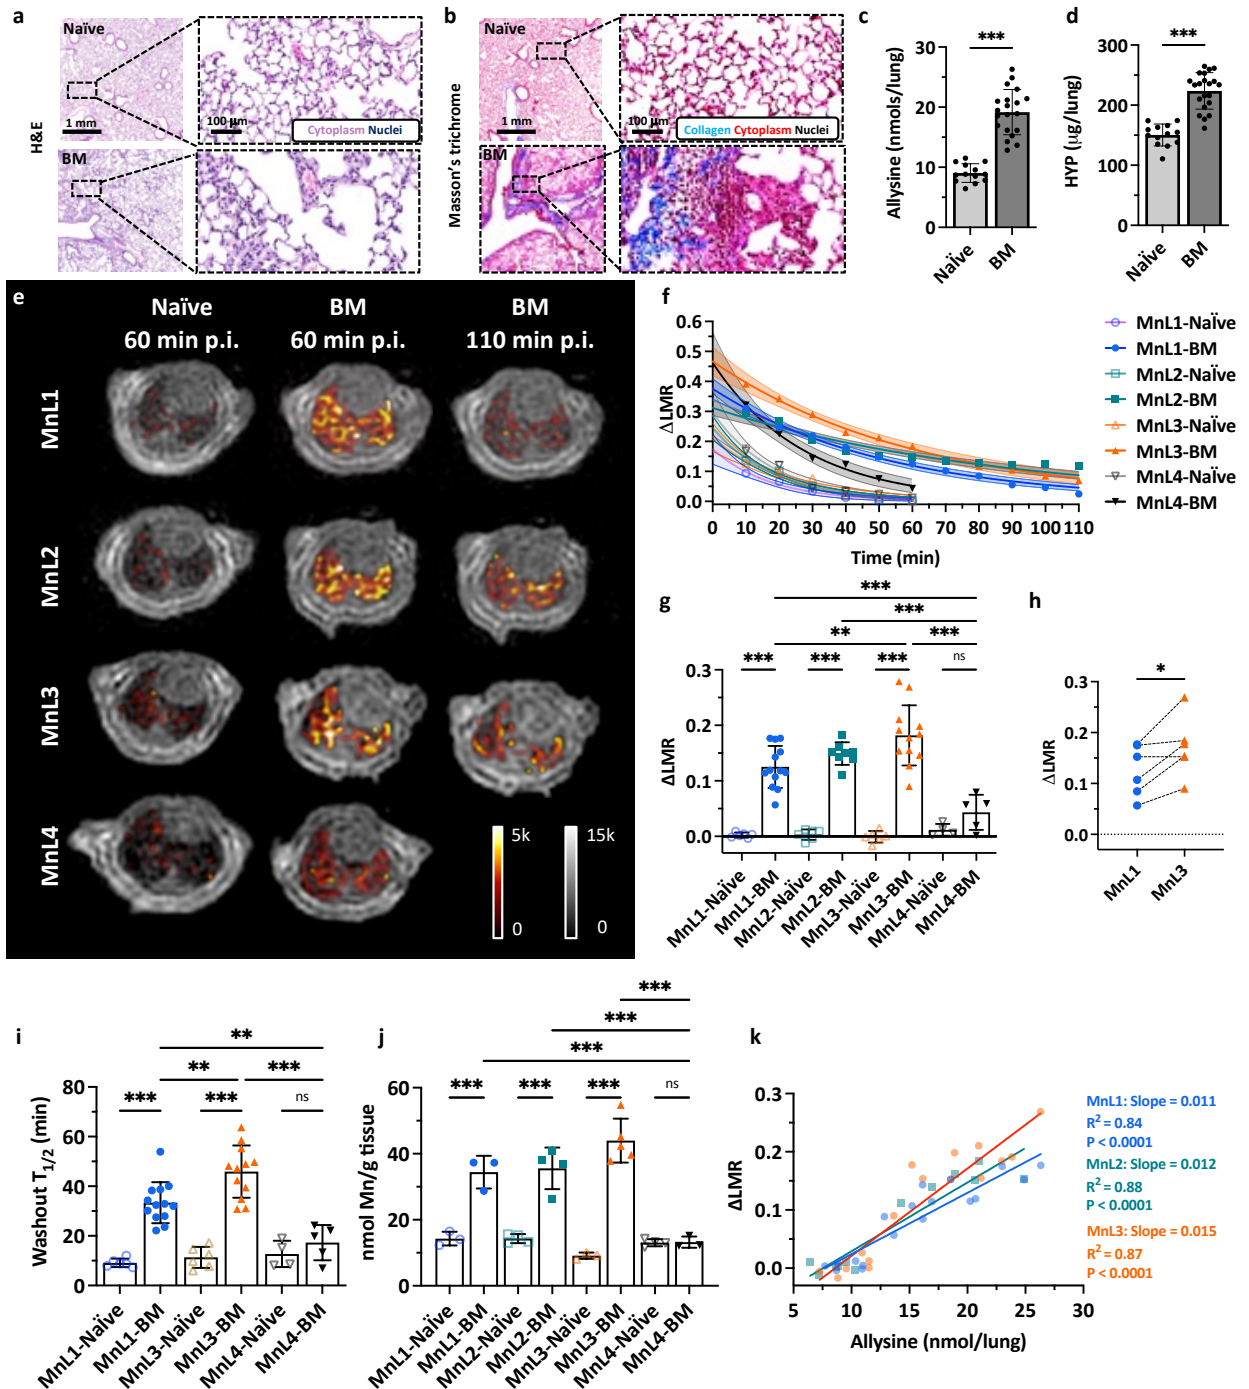 a
Naïve
1 mm
100 µm
Cytoplasm Nuclei
H&E
BM
b
Naïve
1 mm
100 µm
Collagen Cytoplasm Nuclei
Masson's trichrome
BM
c
***
30
20
10
0
Allysine (nmols/lung)
Naïve
BM
d
***
300
200
100
0
HYP (µg/lung)
Naïve
BM
e
Naïve
60 min p.i.
BM
60 min p.i.
BM
110 min p.i.
MnL1
MnL2
MnL3
MnL4
5k
0
15k
0
f
0.6
0.5
0.4
0.3
0.2
0.1
0.0
ΔLMR
0 10 20 30 40 50 60 70 80 90 100 110
Time (min)
MnL1-Naïve
MnL1-BM
MnL2-Naïve
MnL2-BM
MnL3-Naïve
MnL3-BM
MnL4-Naïve
MnL4-BM
g
***
***
** ***
*** *** *** ns
0.3
0.2
0.1
0.0
ΔLMR
MnL1-Naïve
MnL1-BM
MnL2-Naïve
MnL2-BM
MnL3-Naïve
MnL3-BM
MnL4-Naïve
MnL4-BM
h
*
0.3
0.2
0.1
0.0
ΔLMR
MnL1
MnL3
i
**
** ***
*** *** ns
80
60
40
20
0
Washout T1/2 (min)
MnL1-Naïve
MnL1-BM
MnL3-Naïve
MnL3-BM
MnL4-Naïve
MnL4-BM
j
***
***
***
*** *** *** ns
60
40
20
0
nmol Mn/g tissue
MnL1-Naïve
MnL1-BM
MnL2-Naïve
MnL2-BM
MnL3-Naïve
MnL3-BM
MnL4-Naïve
MnL4-BM
k
0.3
0.2
0.1
0.0
ΔLMR
5 10 15 20 25 30
Allysine (nmol/lung)
MnL1: Slope = 0.011
R² = 0.84
P < 0.0001
MnL2: Slope = 0.012
R² = 0.88
P < 0.0001
MnL3: Slope = 0.015
R² = 0.87
P < 0.0001